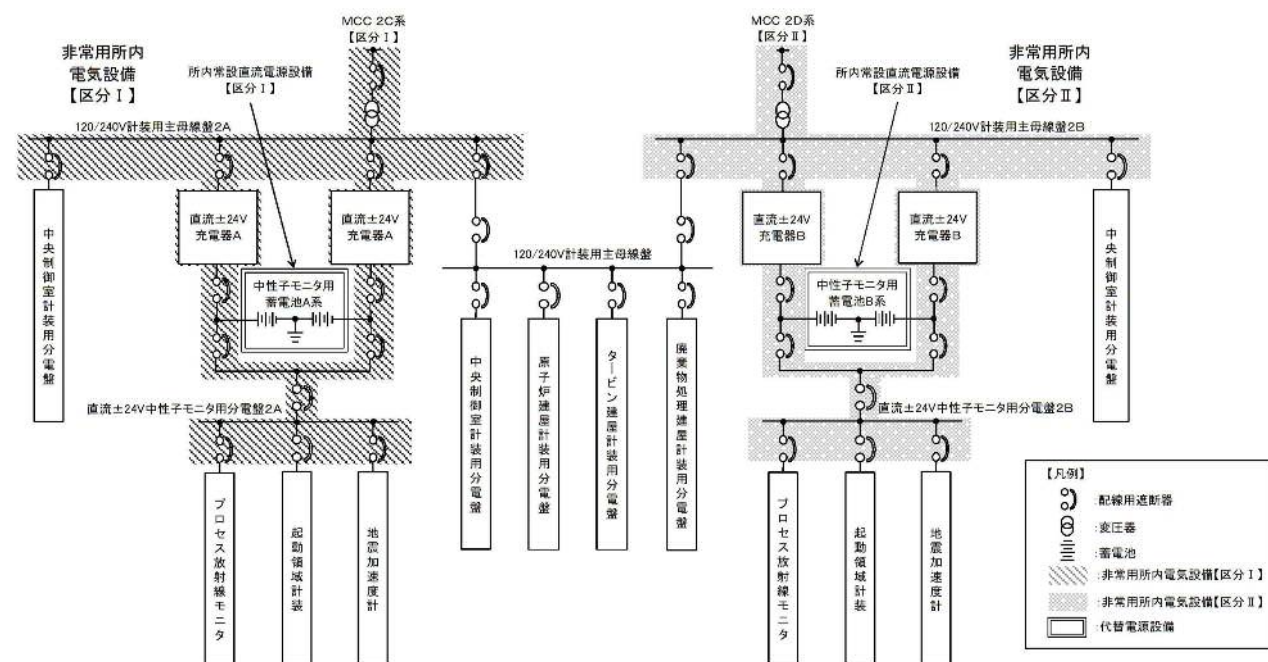 MCC 2C系
【区分Ⅰ】
MCC 2D系
【区分Ⅱ】
非常用所内
電気設備
【区分Ⅰ】
所内常設直流電源設備
【区分Ⅰ】
所内常設直流電源設備
【区分Ⅱ】
非常用所内
電気設備
【区分Ⅱ】
120/240V計装用主母線盤2A
120/240V計装用主母線盤2B
直流±24V
充電器A
直流±24V
充電器A
直流±24V
充電器B
直流±24V
充電器B
中央制御室計装用分電盤
120/240V計装用主母線盤
中央制御室計装用分電盤
中性子モニタ用
蓄電池A系
中性子モニタ用
蓄電池B系
中央制御室計装用分電盤
原子炉建屋計装用分電盤
タービン建屋計装用分電盤
廃棄物処理建屋計装用分電盤
直流±24V中性子モニタ用分電盤2A
直流±24V中性子モニタ用分電盤2B
プロセス放射線モニタ
起動領域計装
地震加速度計
プロセス放射線モニタ
起動領域計装
地震加速度計
【凡例】
:配線用遮断器
:変圧器
:蓄電池
:非常用所内電気設備【区分Ⅰ】
:非常用所内電気設備【区分Ⅱ】
:代替電源設備